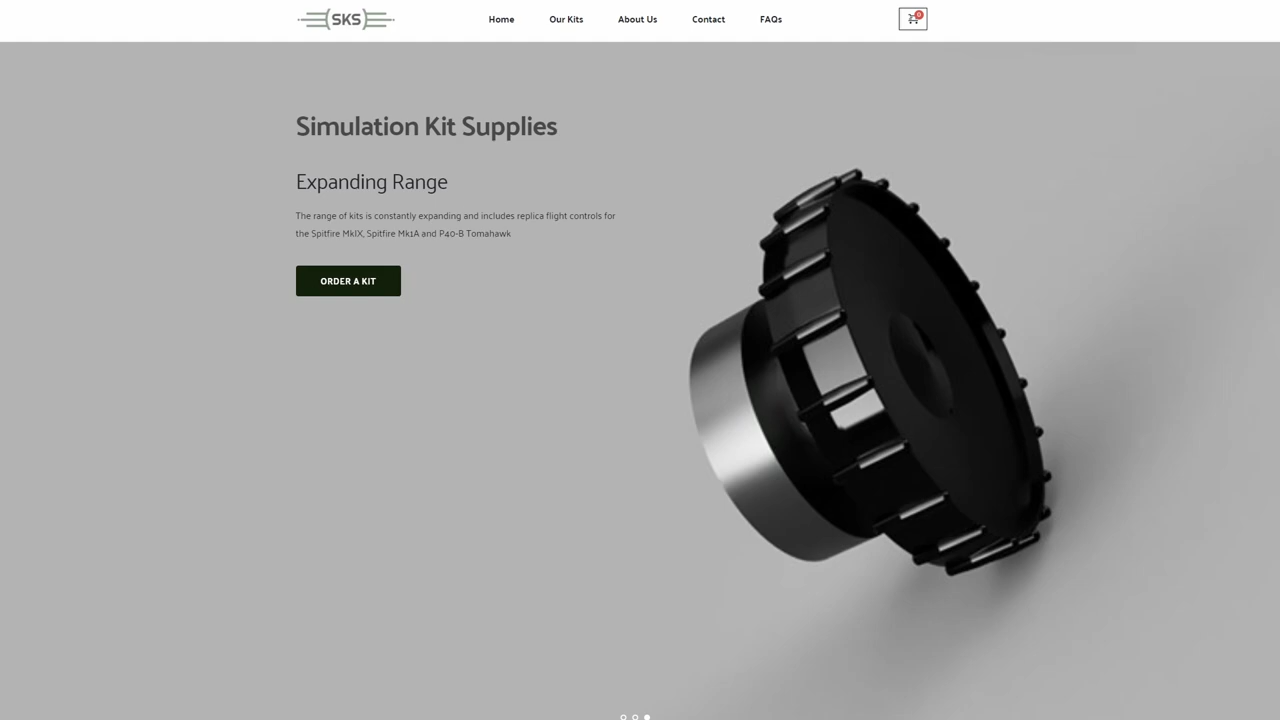 SKS
Home
Our Kits
About Us
Contact
FAQs
0
Simulation Kit Supplies
Expanding Range
The range of kits is constantly expanding and includes replica flight controls for
the Spitfire MkIX, Spitfire Mk1A and P40-B Tomahawk
ORDER A KIT